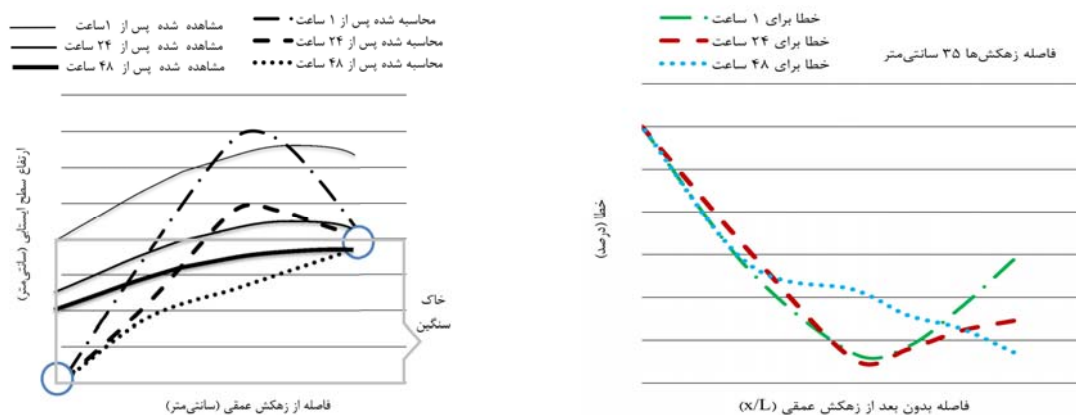 مشاهده شده پس از ۱ساعت
مشاهده شده پس از ۲۴ ساعت
مشاهده شده پس از ۴۸ ساعت
محاسبه شده پس از ۱ ساعت
محاسبه شده پس از ۲۴ ساعت
محاسبه شده پس از ۴۸ ساعت
ارتفاع سطح ایستابی (سانتی‌متر)
خاک
سنگین
فاصله از زهکش عمقی (سانتی‌متر)
خطا برای ۱ ساعت
خطا برای ۲۴ ساعت
خطا برای ۴۸ ساعت
فاصله زهکش‌ها ۳۵ سانتی‌متر
خطا (درصد)
فاصله بدون بعد از زهکش عمقی (x/L)